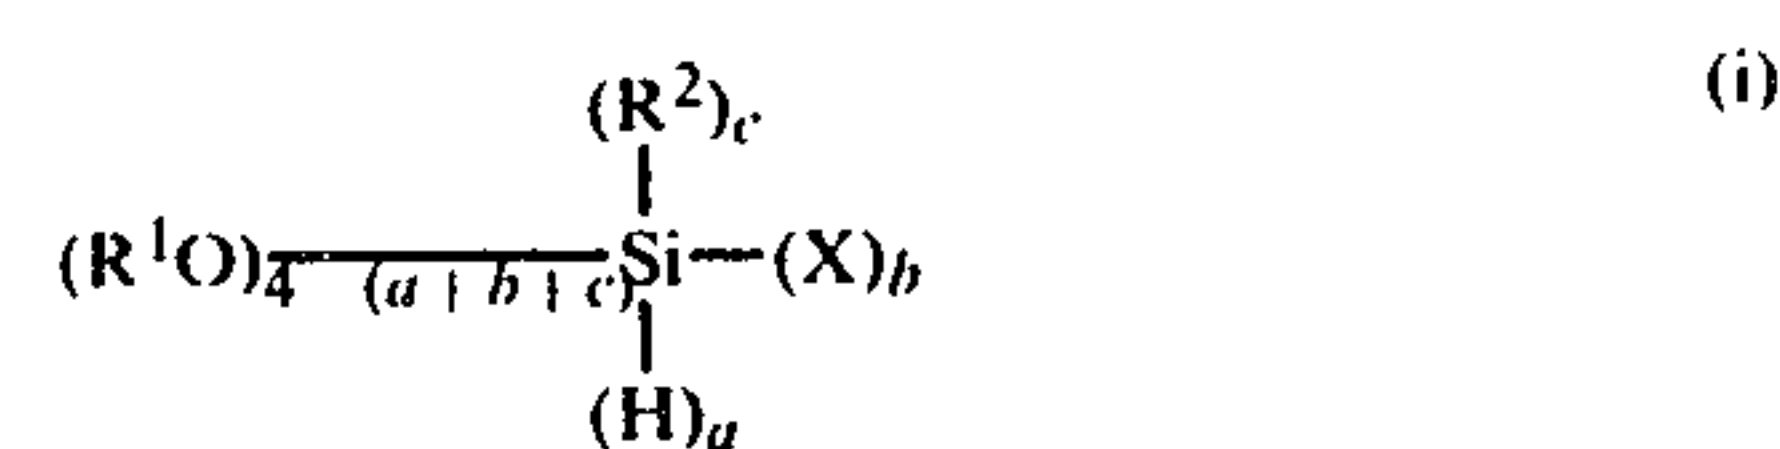 (R²)c (i)
(R¹O)4 (a + b + c) Si—(X)b
(H)a